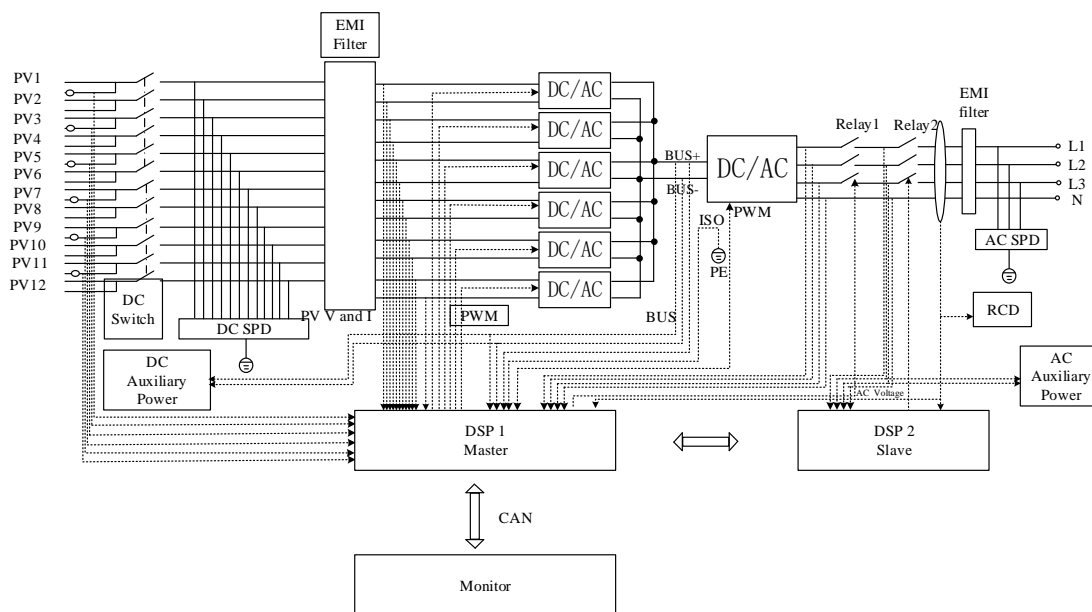 EMI
Filter
PV1
PV2
PV3
PV4
PV5
PV6
PV7
PV8
PV9
PV10
PV11
PV12
DC/AC
DC/AC
DC/AC
DC/AC
DC/AC
DC/AC
BUS+
BUS-
DC/AC
PWM
ISO
PE
Relay1
Relay2
EMI
filter
L1
L2
L3
N
AC SPD
DC
Switch
DC SPD
PV V and I
PWM
BUS
RCD
DC
Auxiliary
Power
AC
Auxiliary
Power
AC Voltage
DSP 1
Master
DSP 2
Slave
CAN
Monitor